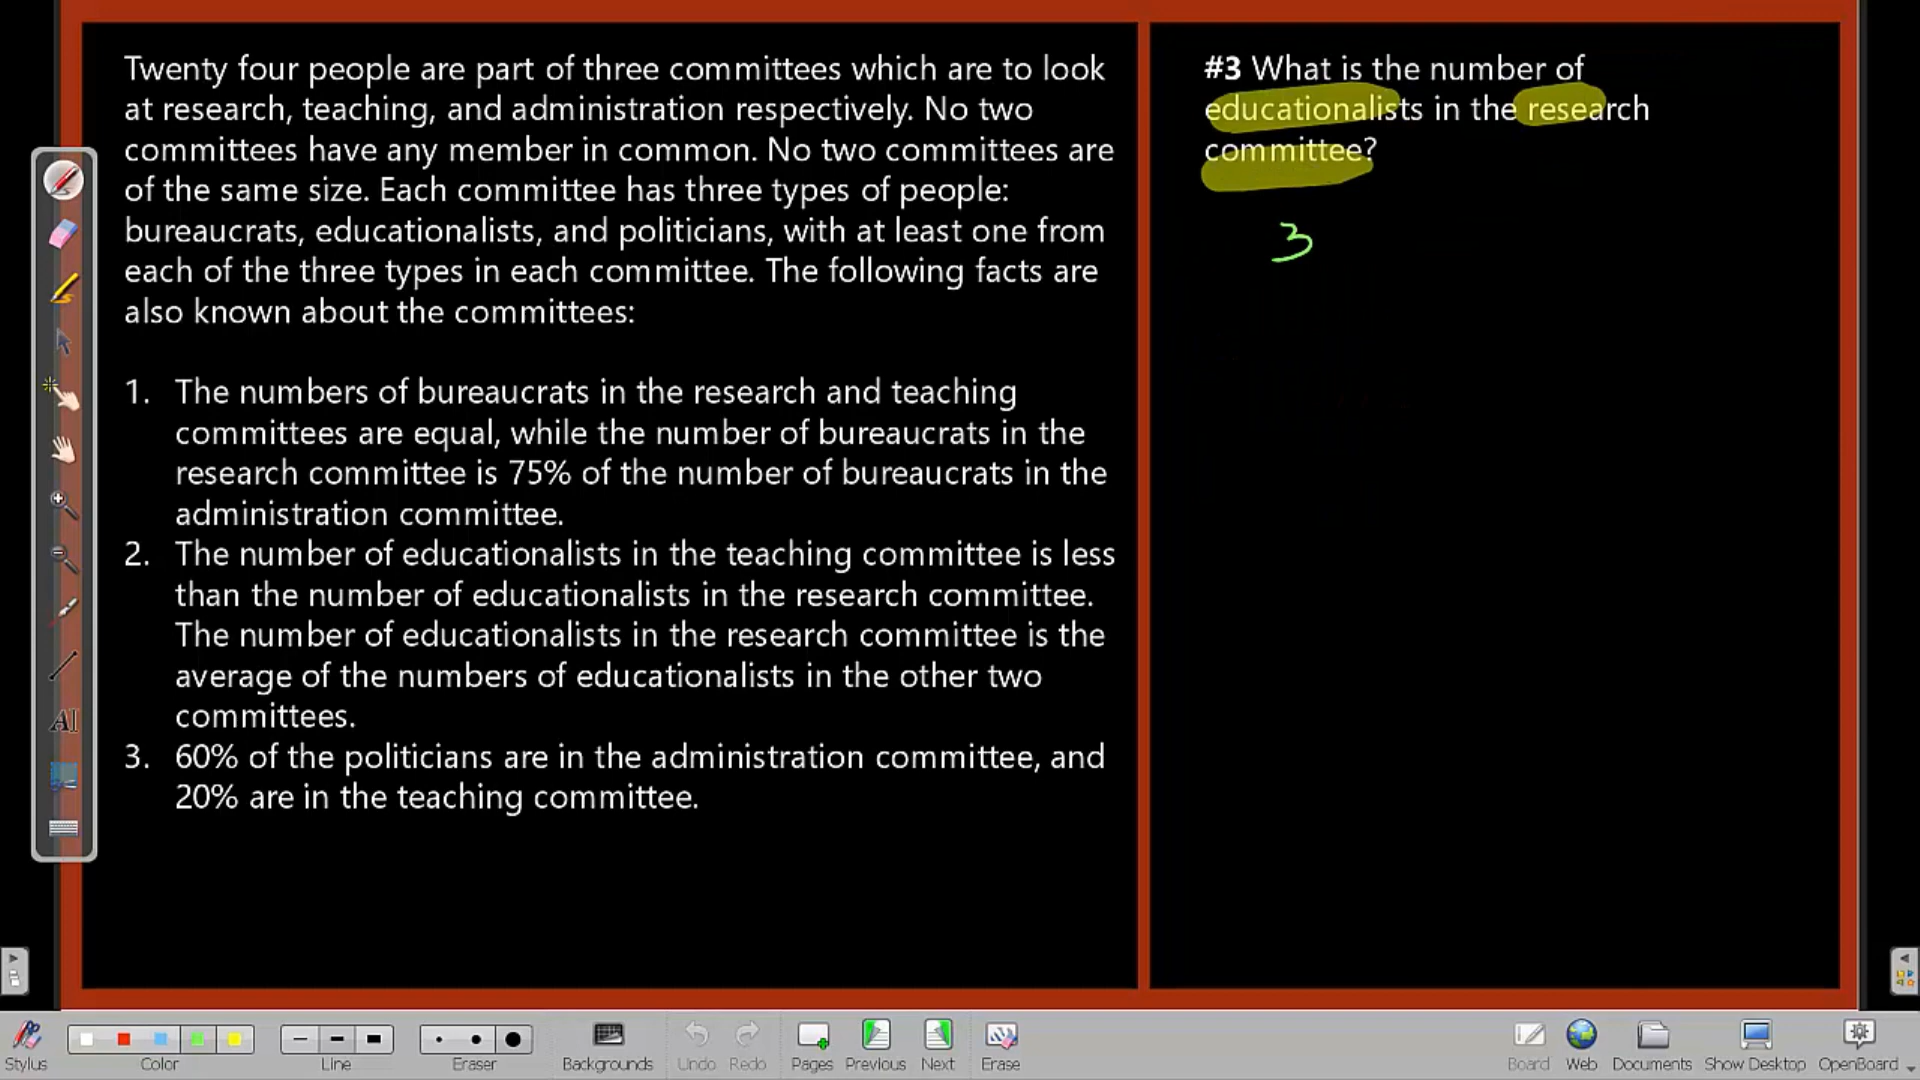 Twenty four people are part of three committees which are to look
at research, teaching, and administration respectively. No two
committees have any member in common. No two committees are
of the same size. Each committee has three types of people:
bureaucrats, educationalists, and politicians, with at least one from
each of the three types in each committee. The following facts are
also known about the committees:
1. The numbers of bureaucrats in the research and teaching
committees are equal, while the number of bureaucrats in the
research committee is 75% of the number of bureaucrats in the
administration committee.
2. The number of educationalists in the teaching committee is less
than the number of educationalists in the research committee.
The number of educationalists in the research committee is the
average of the numbers of educationalists in the other two
committees.
3. 60% of the politicians are in the administration committee, and
20% are in the teaching committee.
#3 What is the number of
educationalists in the research
committee?
3
AI
Stylus
Color
Line
Eraser
Backgrounds
Undo
Redo
Pages
Previous
Next
Erase
Board
Web
Documents
Show Desktop
OpenBoard